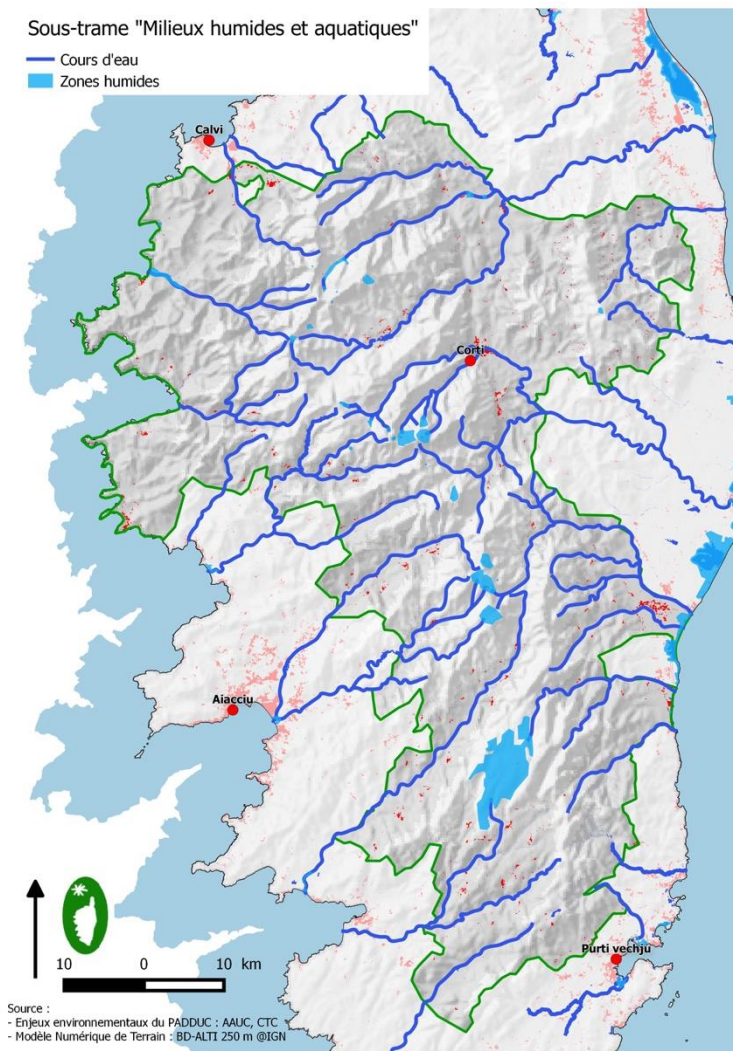 Sous-trame "Milieux humides et aquatiques"
Cours d'eau
Zones humides
Calvi
Corti
Aiacciu
Purti vechju
10 0 10 km
Source :
- Enjeux environnementaux du PADDUC : AAUC, CTC
- Modèle Numérique de Terrain : BD-ALTI 250 m @IGN